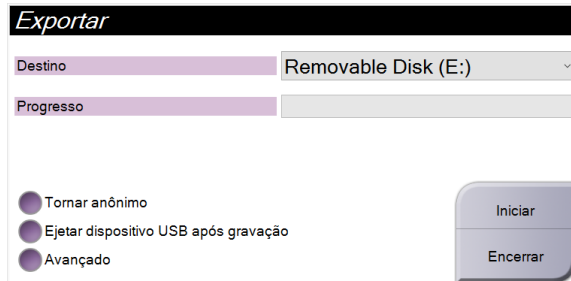 Exportar
Destino
Removable Disk (E:)
Progresso
Tornar anônimo
Ejetar dispositivo USB após gravação
Avançado
Iniciar
Encerrar